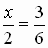 x/2 = 3/6